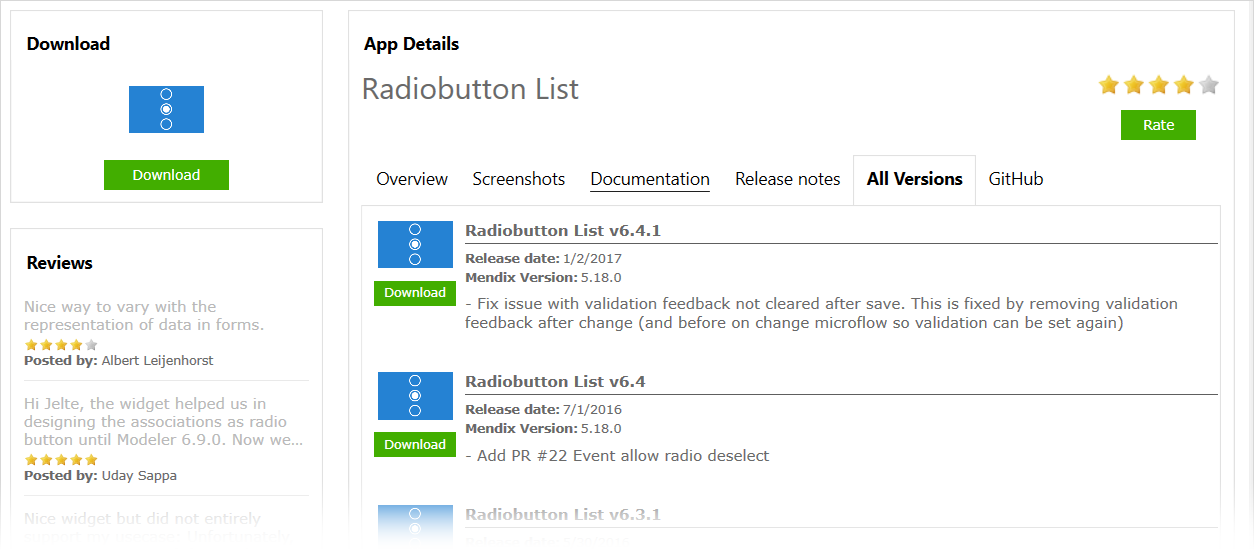 Download
Download
Reviews
Nice way to vary with the
representation of data in forms.
Posted by: Albert Leijenhorst
Hi Jelte, the widget helped us in
designing the associations as radio
button until Modeler 6.9.0. Now we...
Posted by: Uday Sappa
Nice widget but did not entirely
App Details
Radiobutton List
Rate
Overview Screenshots Documentation Release notes All Versions GitHub
Radiobutton List v6.4.1
Release date: 1/2/2017
Mendix Version: 5.18.0
Download
- Fix issue with validation feedback not cleared after save. This is fixed by removing validation
feedback after change (and before on change microflow so validation can be set again)
Radiobutton List v6.4
Release date: 7/1/2016
Mendix Version: 5.18.0
Download
- Add PR #22 Event allow radio deselect
Radiobutton List v6.3.1